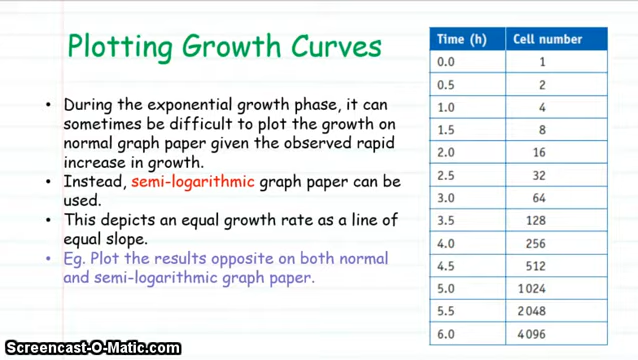 Plotting Growth Curves
• During the exponential growth phase, it can
sometimes be difficult to plot the growth on
normal graph paper given the observed rapid
increase in growth.
• Instead, semi-logarithmic graph paper can be
used.
• This depicts an equal growth rate as a line of
equal slope.
• Eg. Plot the results opposite on both normal
and semi-logarithmic graph paper.
Time (h) Cell number
0.0 1
0.5 2
1.0 4
1.5 8
2.0 16
2.5 32
3.0 64
3.5 128
4.0 256
4.5 512
5.0 1024
5.5 2048
6.0 4096
Screencast-O-Matic.com